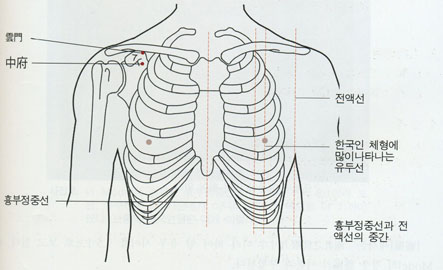 雲門
中府
전액선
한국인 체형에
많이나타나는
유두선
흉부정중선
흉부정중선과 전
액선의 중간